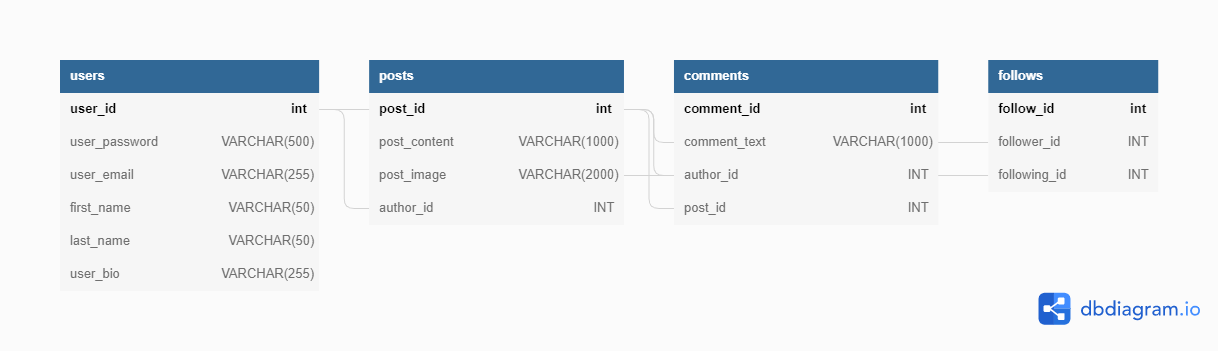 users
user_id int
user_password VARCHAR(500)
user_email VARCHAR(255)
first_name VARCHAR(50)
last_name VARCHAR(50)
user_bio VARCHAR(255)
posts
post_id int
post_content VARCHAR(1000)
post_image VARCHAR(2000)
author_id INT
comments
comment_id int
comment_text VARCHAR(1000)
author_id INT
post_id INT
follows
follow_id int
follower_id INT
following_id INT
dbdiagram.io